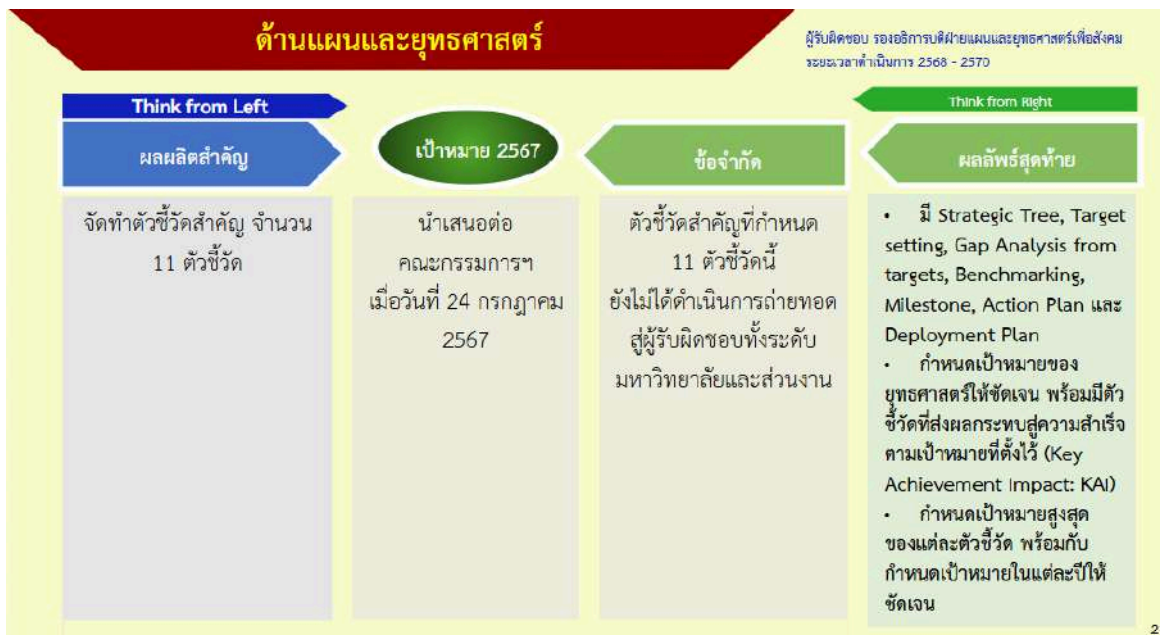 ด้านแผนและยุทธศาสตร์
ผู้รับผิดชอบ รองอธิการบดีฝ่ายแผนและยุทธศาสตร์เพื่อสังคม
ระยะเวลาดำเนินการ 2568 - 2570
Think from Left
Think from Right
ผลผลิตสำคัญ
เป้าหมาย 2567
ข้อจำกัด
ผลลัพธ์สุดท้าย
จัดทำตัวชี้วัดสำคัญ จำนวน
11 ตัวชี้วัด
นำเสนอต่อ
คณะกรรมการฯ
เมื่อวันที่ 24 กรกฎาคม
2567
ตัวชี้วัดสำคัญที่กำหนด
11 ตัวชี้วัดนี้
ยังไม่ได้ดำเนินการถ่ายทอด
สู่ผู้รับผิดชอบทั้งระดับ
มหาวิทยาลัยและส่วนงาน
• มี Strategic Tree, Target
setting, Gap Analysis from
targets, Benchmarking,
Milestone, Action Plan และ
Deployment Plan
• กำหนดเป้าหมายของ
ยุทธศาสตร์ให้ชัดเจน พร้อมมีตัว
ชี้วัดที่ส่งผลกระทบสู่ความสำเร็จ
ตามเป้าหมายที่ตั้งไว้ (Key
Achievement Impact: KAI)
• กำหนดเป้าหมายสูงสุด
ของแต่ละตัวชี้วัด พร้อมกับ
กำหนดเป้าหมายในแต่ละปีให้
ชัดเจน
2